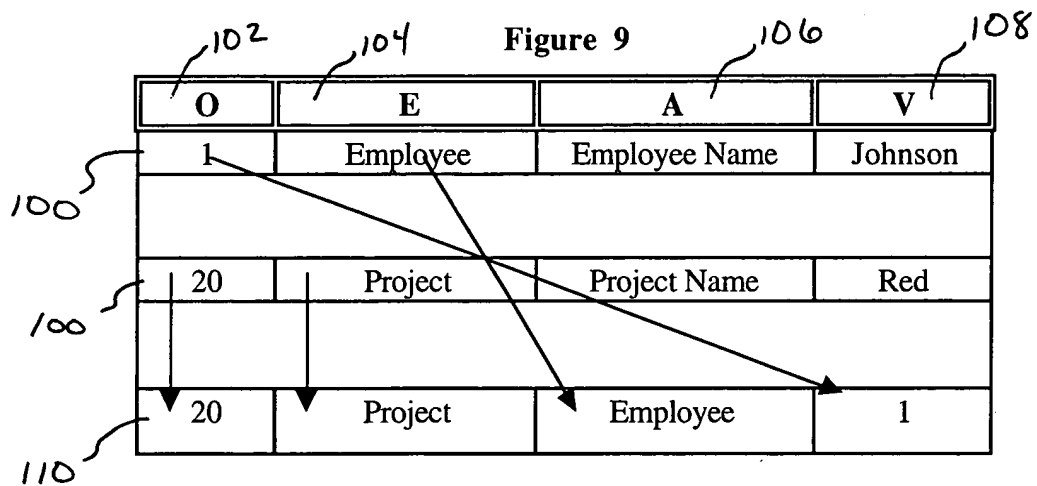 Figure 9
102 104 106 108
O E A V
1 Employee Employee Name Johnson
100
20 Project Project Name Red
100
20 Project Employee 1
110